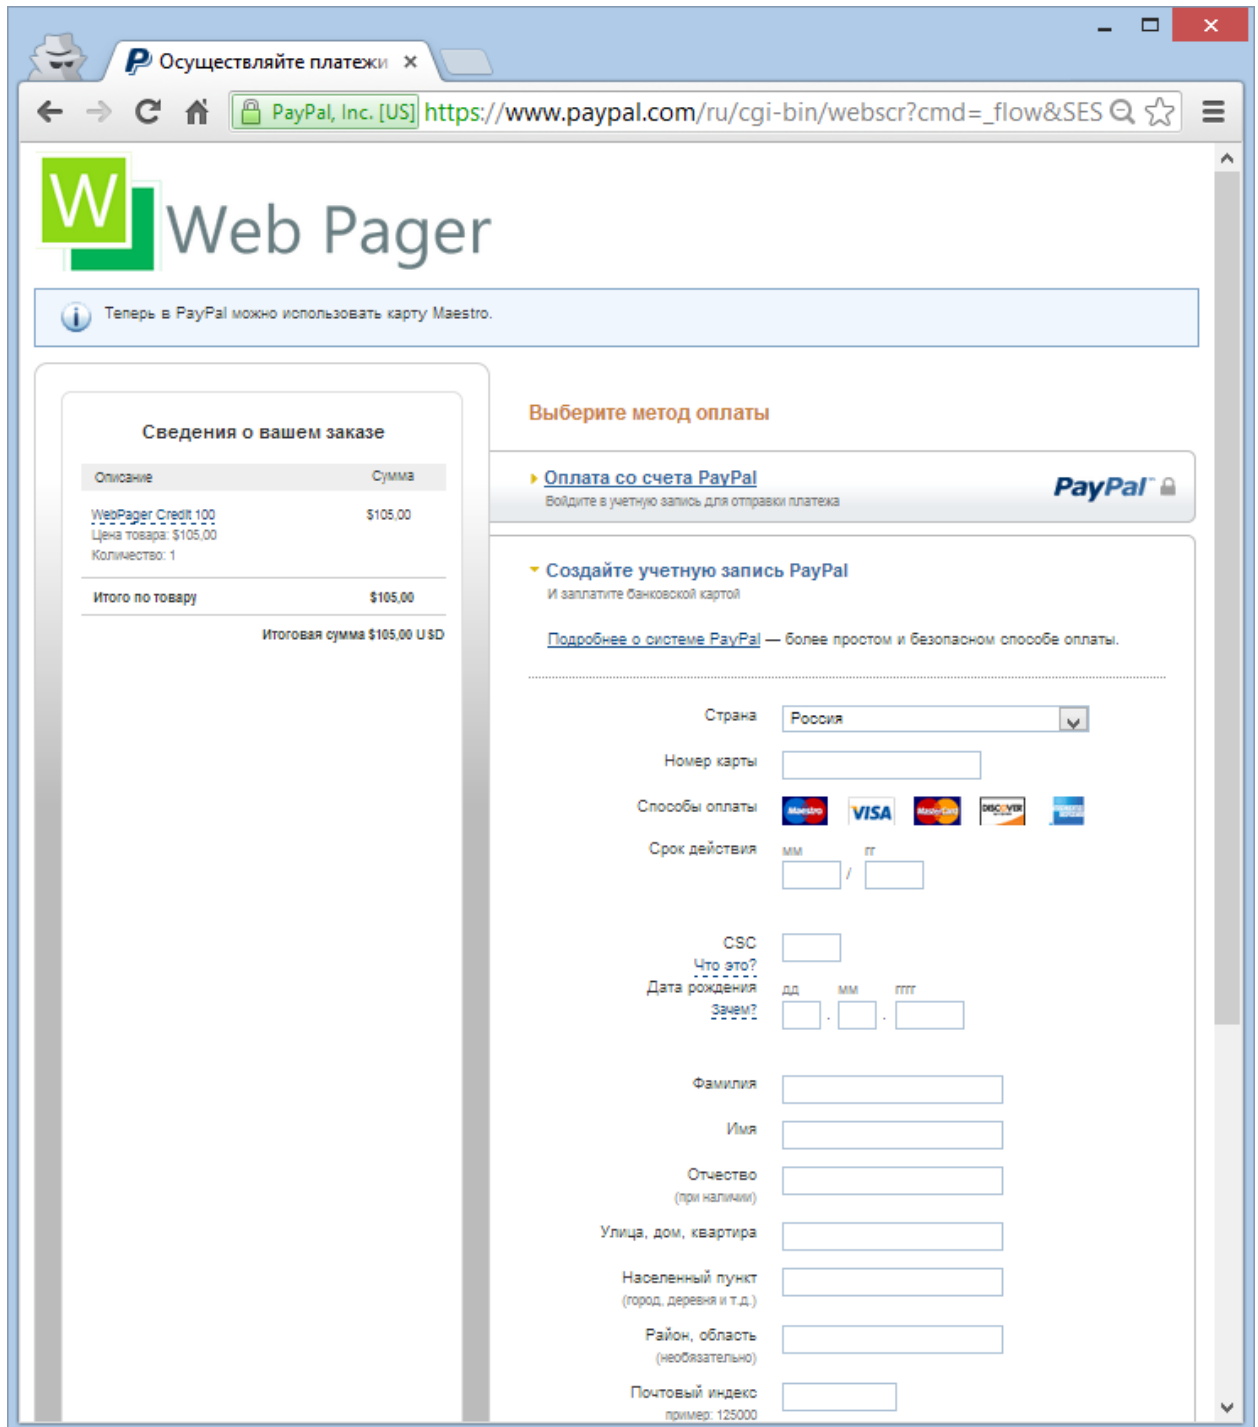 Осуществляйте платежи
PayPal, Inc. [US] https://www.paypal.com/ru/cgi-bin/webscr?cmd=_flow&SES
W
Web Pager
Теперь в PayPal можно использовать карту Maestro.
Сведения о вашем заказе
Описание Сумма
WebPager Credit 100 $105,00
Цена товара: $105,00
Количество: 1
Итого по товару $105,00
Итоговая сумма $105,00 USD
Выберите метод оплаты
Оплата со счета PayPal
Войдите в учетную запись для отправки платежа
PayPal
Создайте учетную запись PayPal
И заплатите банковской картой
Подробнее о системе PayPal — более простом и безопасном способе оплаты.
Страна Россия
Номер карты
Способы оплаты Maestro VISA MasterCard DISCOVER
Срок действия мм гг
/
CSC
Что это?
Дата рождения дд мм гггг
Зачем? . .
Фамилия
Имя
Отчество
(при наличии)
Улица, дом, квартира
Населенный пункт
(город, деревня и т.д.)
Район, область
(необязательно)
Почтовый индекс
пример: 125000